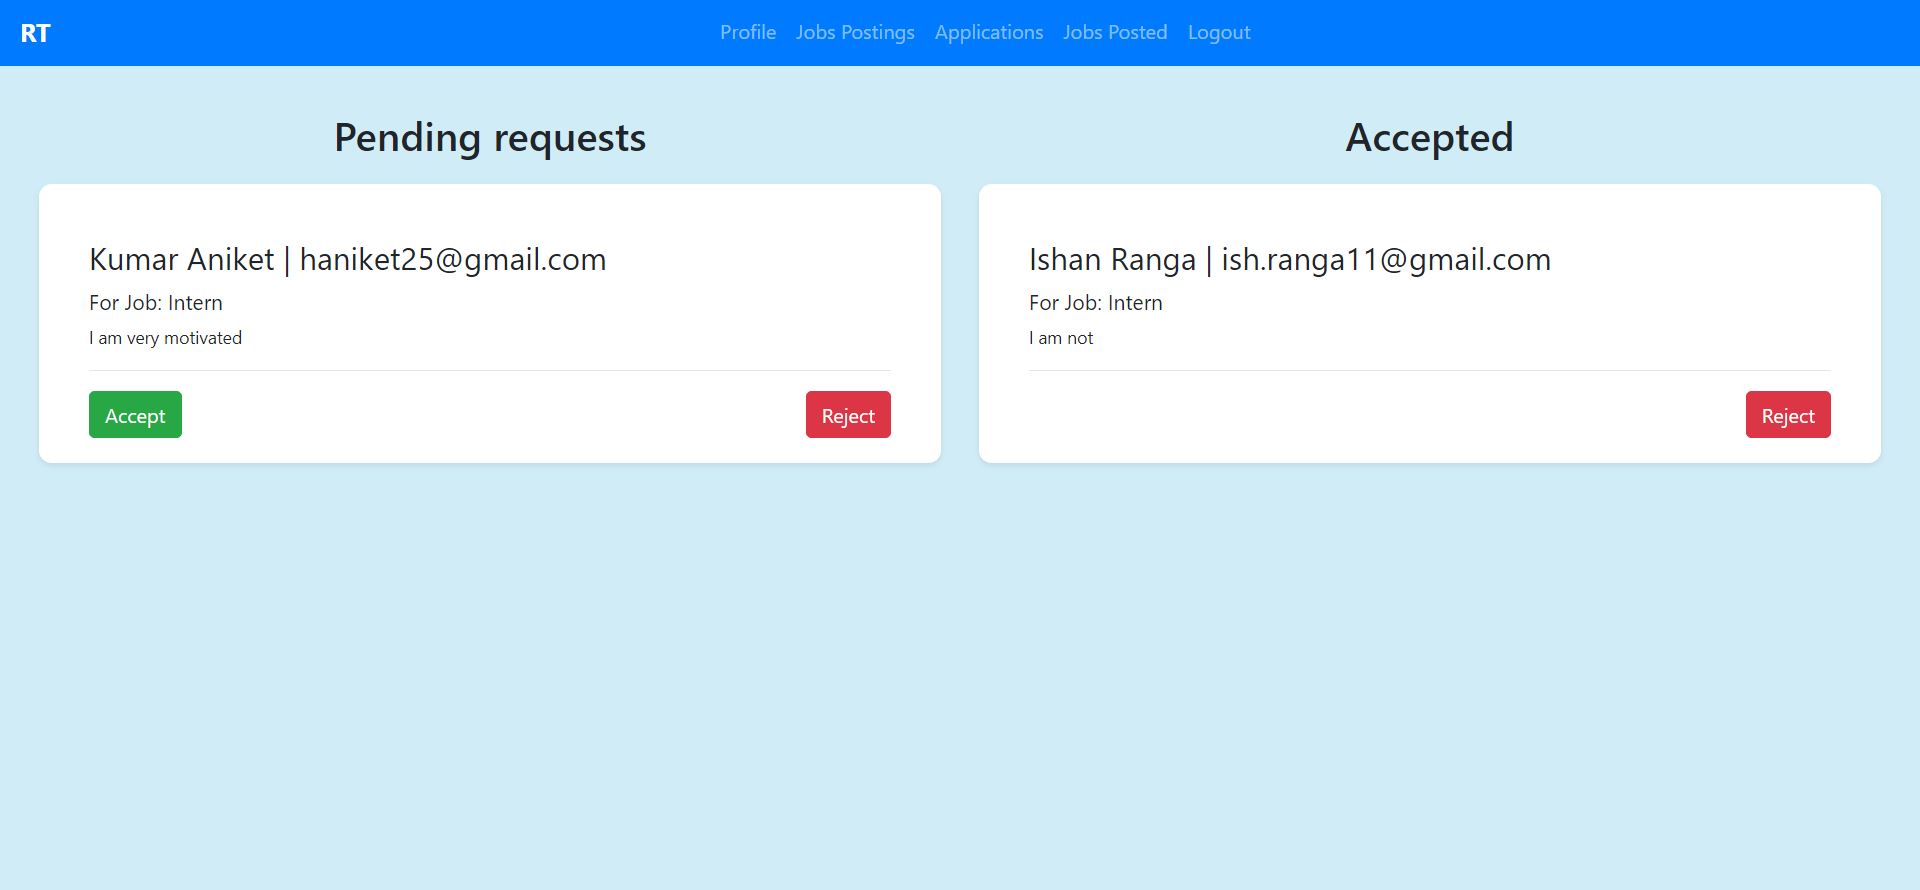 RT
Profile Jobs Postings Applications Jobs Posted Logout
Pending requests
Kumar Aniket | haniket25@gmail.com
For Job: Intern
I am very motivated
Accept Reject
Accepted
Ishan Ranga | ish.ranga11@gmail.com
For Job: Intern
I am not
Reject